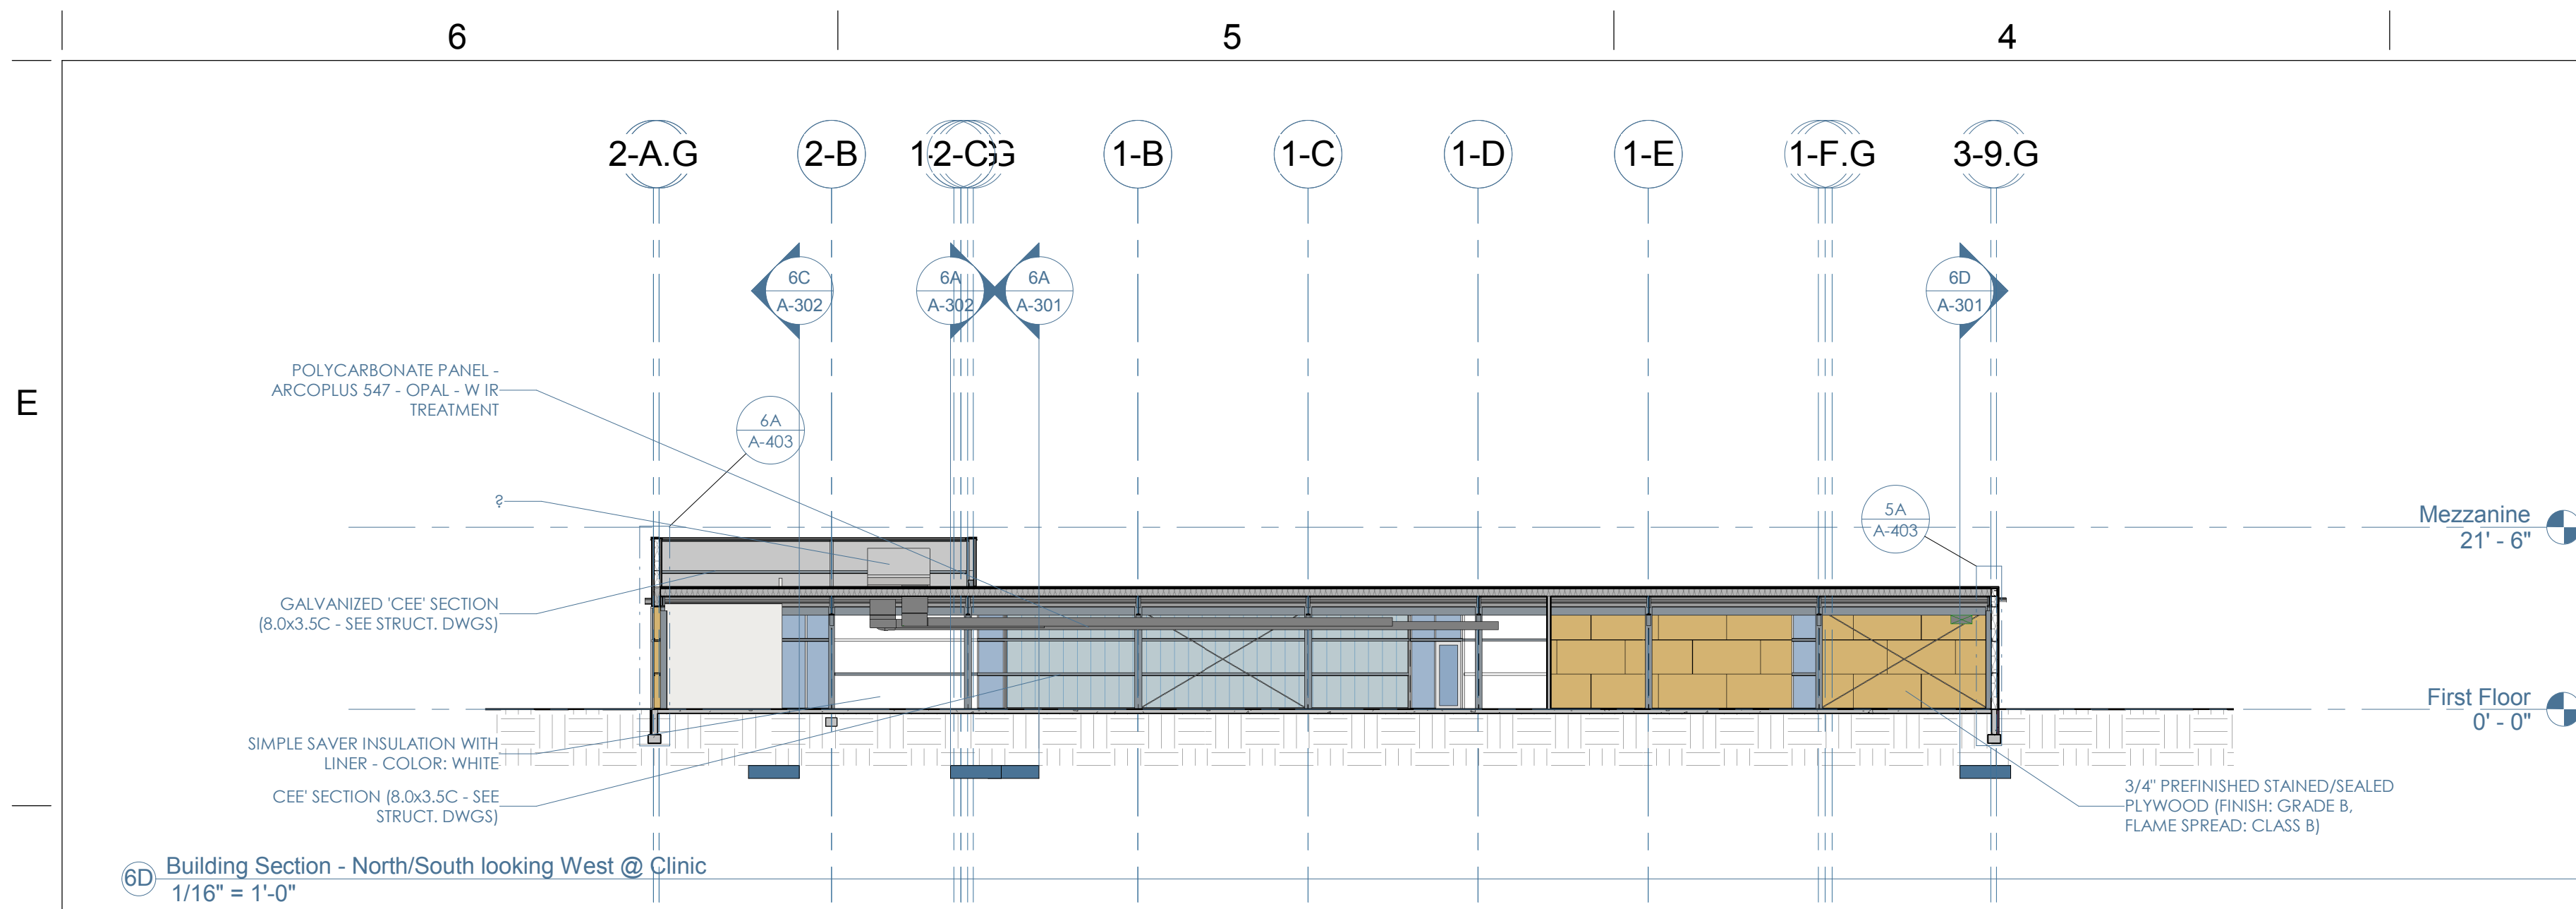 6
5
4
E
2-A.G
2-B
2-C
1-B
1-C
1-D
1-E
1-F.G
3-9.G
6C
A-302
6A
A-302
6A
A-301
6D
A-301
POLYCARBONATE PANEL -
ARCOPLUS 547 - OPAL - W IR
TREATMENT
6A
A-403
?
5A
A-403
Mezzanine
21' - 6"
GALVANIZED 'CEE' SECTION
(8.0x3.5C - SEE STRUCT. DWGS)
First Floor
0' - 0"
SIMPLE SAVER INSULATION WITH
LINER - COLOR: WHITE
CEE' SECTION (8.0x3.5C - SEE
STRUCT. DWGS)
3/4" PREFINISHED STAINED/SEALED
PLYWOOD (FINISH: GRADE B,
FLAME SPREAD: CLASS B)
6D
Building Section - North/South looking West @ Clinic
1/16" = 1'-0"